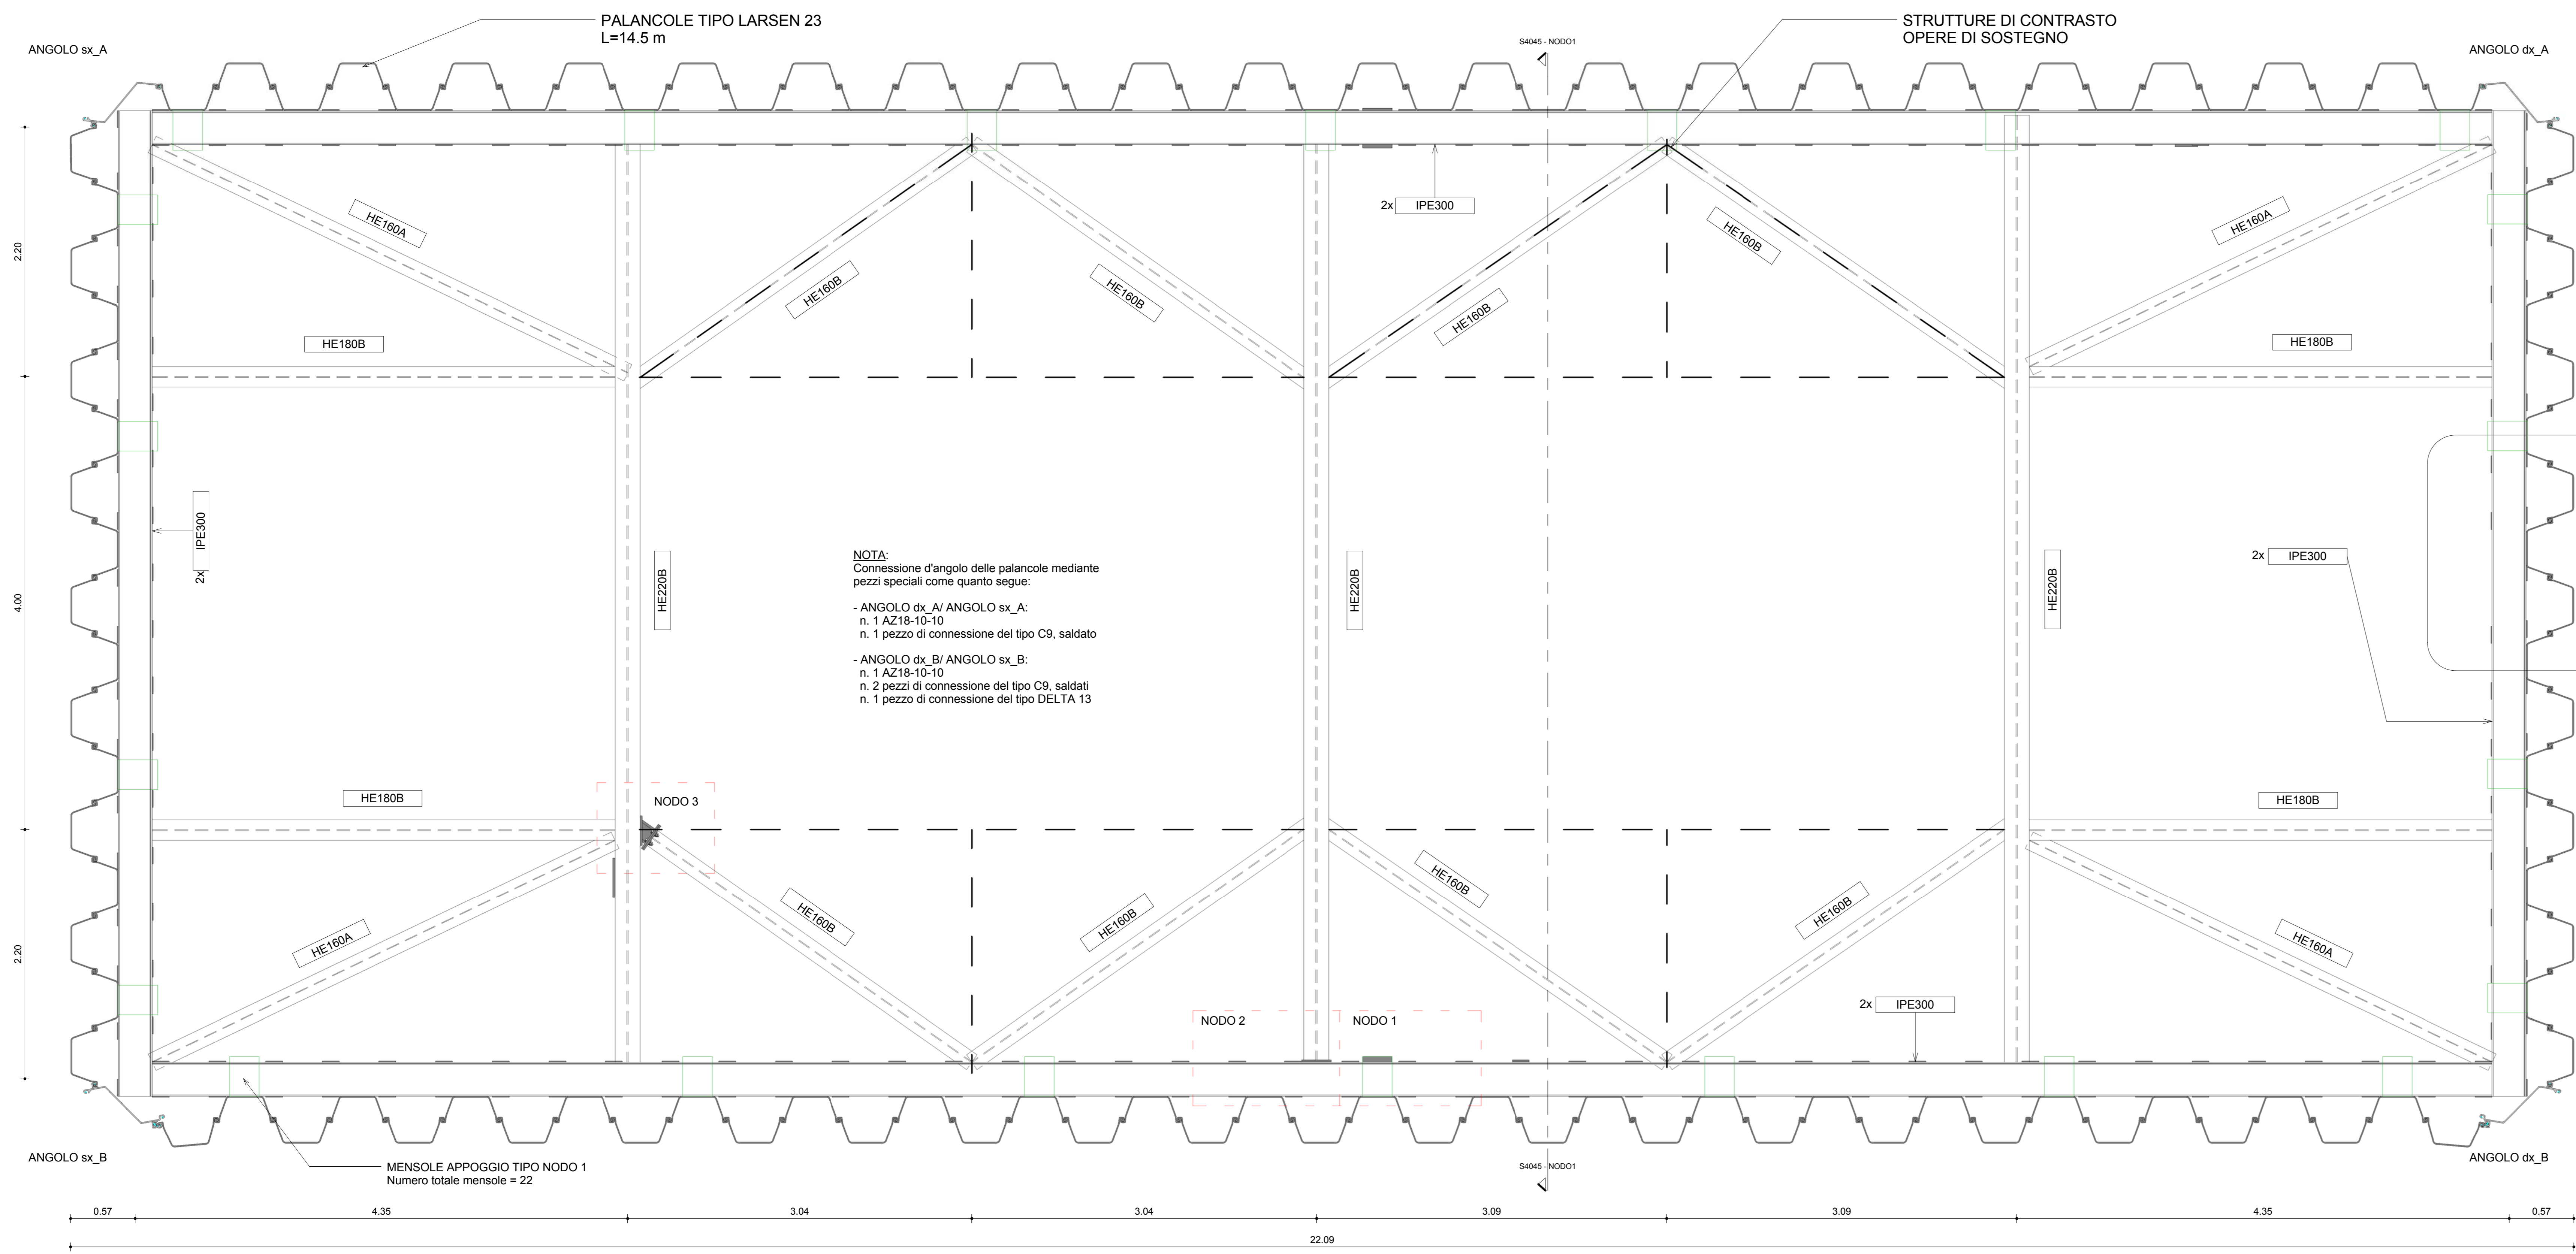 PALANCOLE TIPO LARSEN 23
L=14.5 m
STRUTTURE DI CONTRASTO
OPERE DI SOSTEGNO
ANGOLO sx_A
S4045 - NODO1
ANGOLO dx_A
2x IPE300
HE160A
HE160B
HE160B
HE160B
HE160B
HE160A
2.20
HE180B
HE180B
2x IPE300
HE220B
NOTA:
Connessione d'angolo delle palancole mediante
pezzi speciali come quanto segue:
- ANGOLO dx_A/ ANGOLO sx_A:
n. 1 AZ18-10-10
n. 1 pezzo di connessione del tipo C9, saldato
- ANGOLO dx_B/ ANGOLO sx_B:
n. 1 AZ18-10-10
n. 2 pezzi di connessione del tipo C9, saldati
n. 1 pezzo di connessione del tipo DELTA 13
HE220B
HE220B
2x IPE300
4.00
HE180B
NODO 3
HE180B
HE160A
HE160B
HE160B
HE160B
HE160B
HE160A
2.20
NODO 2
NODO 1
2x IPE300
ANGOLO sx_B
MENSOLE APPOGGIO TIPO NODO 1
Numero totale mensole = 22
S4045 - NODO1
ANGOLO dx_B
0.57
4.35
3.04
3.04
3.09
3.09
4.35
0.57
22.09